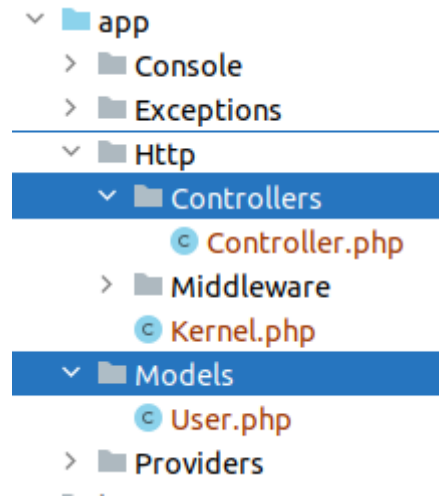 app
Console
Exceptions
Http
Controllers
C Controller.php
Middleware
C Kernel.php
Models
C User.php
Providers